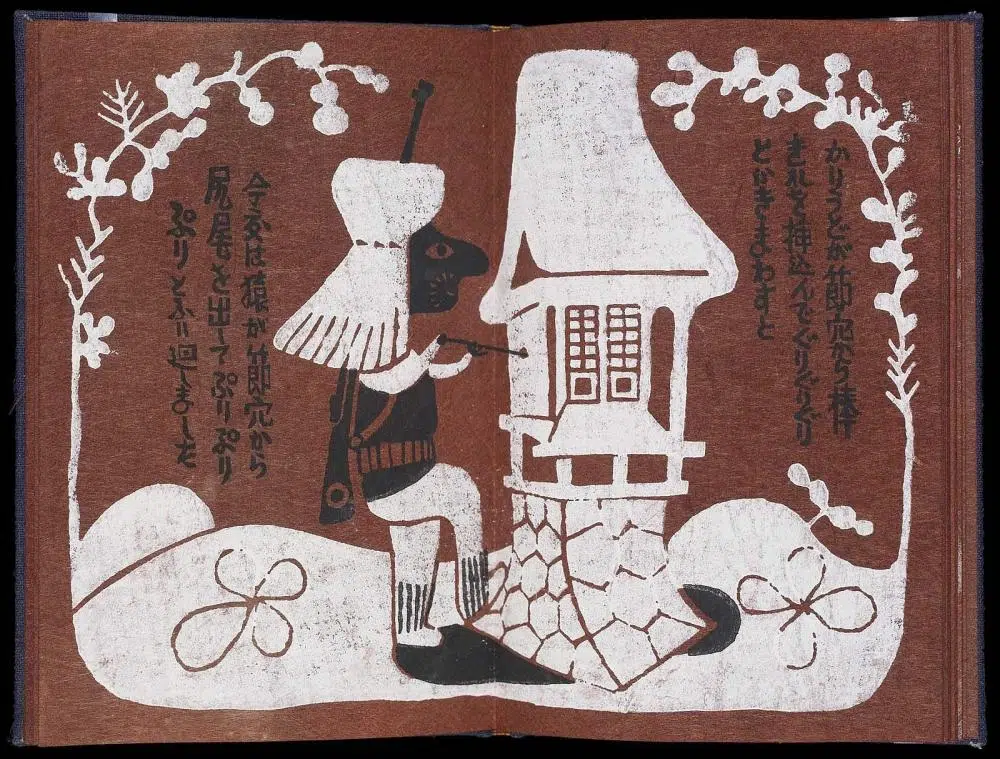 かりうどが節穴から棒
きれを挿込んでぐりぐりぐり
とかきまわすと
今度は猿が節穴から
尻尾を出してぷりぷり
ぷりとふり廻しました